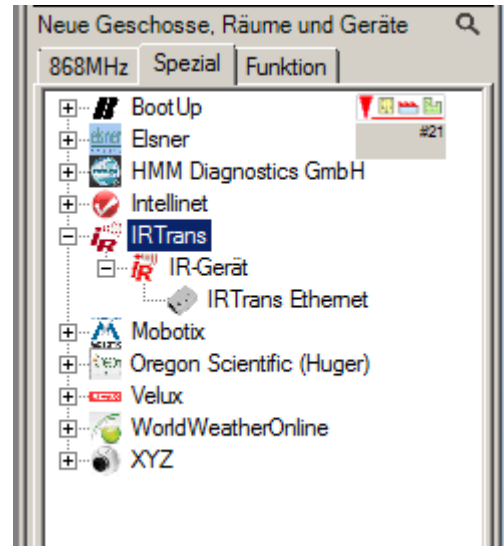 Neue Geschosse, Räume und Geräte
868MHz Spezial Funktion
BootUp
#21
Elsner
HMM Diagnostics GmbH
Intellinet
IRTrans
IR-Gerät
IRTrans Ethernet
Mobotix
Oregon Scientific (Huger)
Velux
WorldWeatherOnline
XYZ